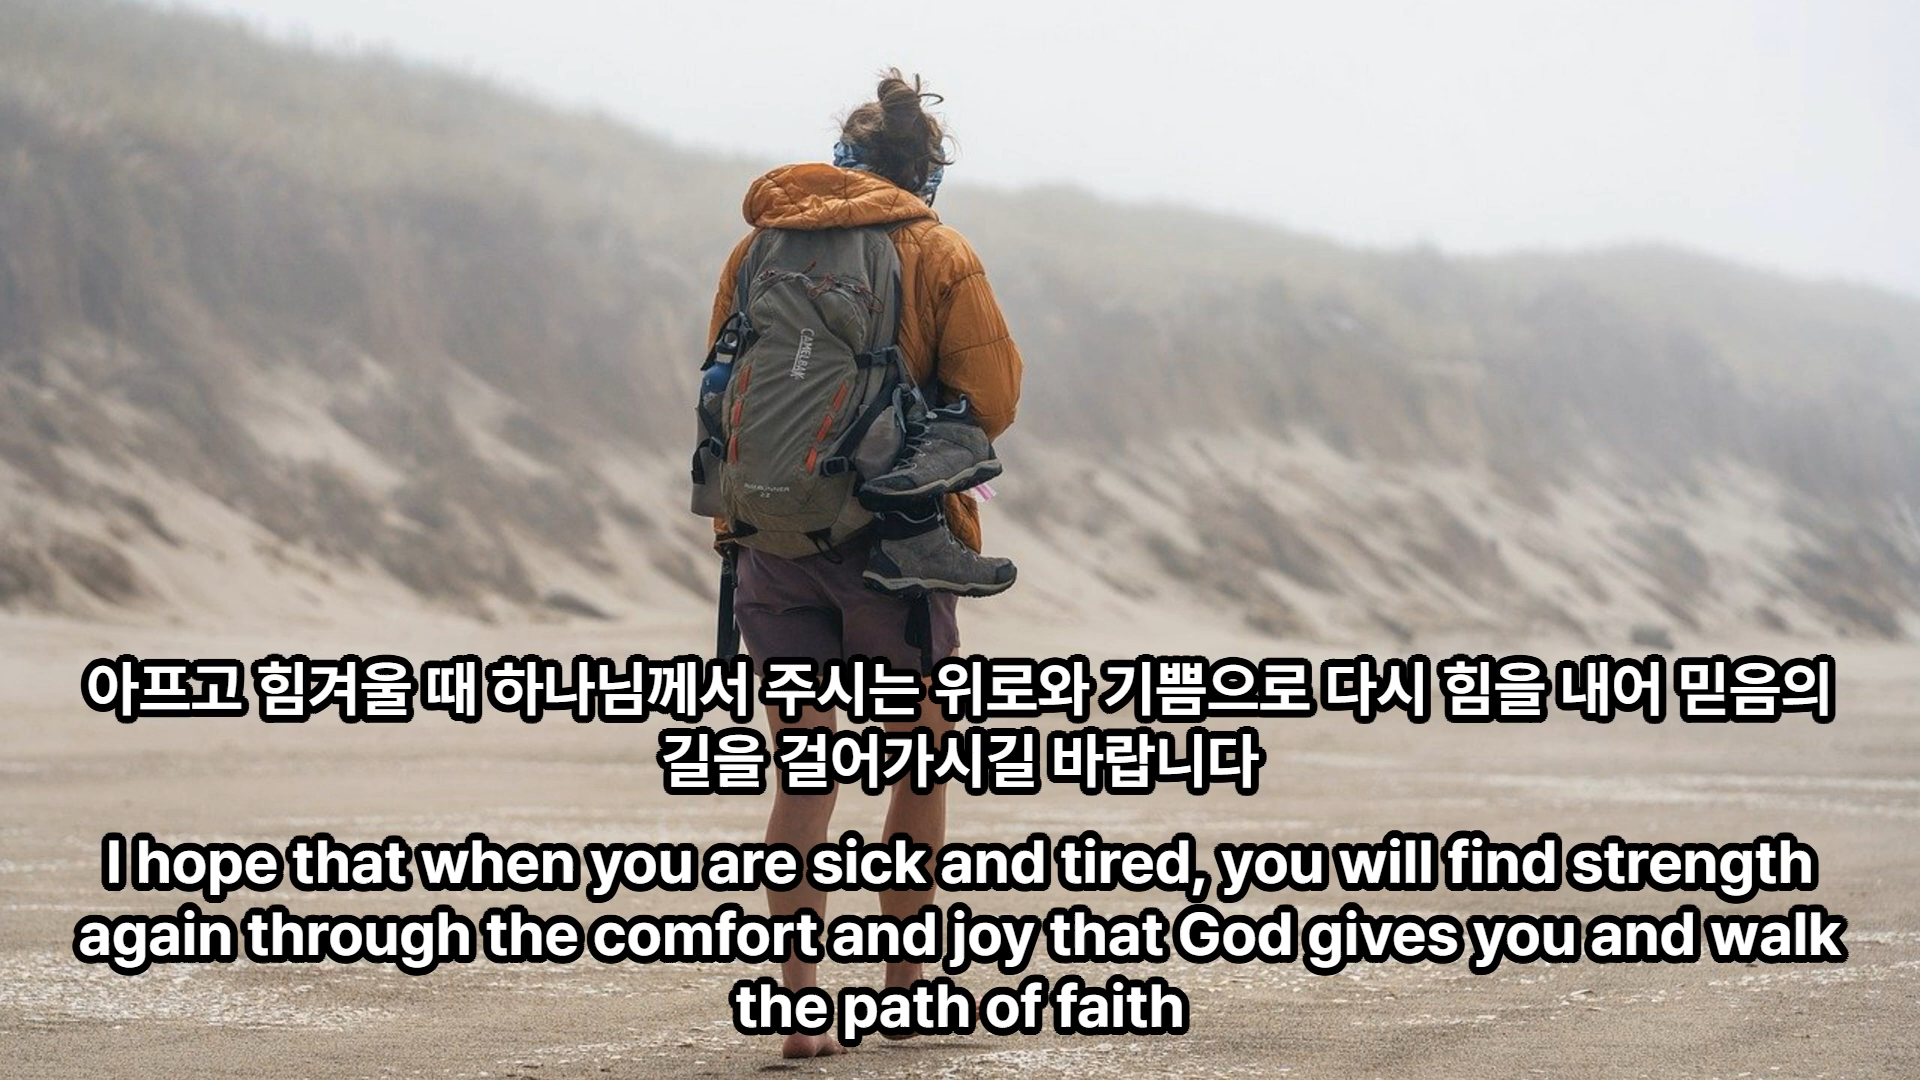 CAMELBAK
아프고 힘겨울 때 하나님께서 주시는 위로와 기쁨으로 다시 힘을 내어 믿음의
길을 걸어가시길 바랍니다
I hope that when you are sick and tired, you will find strength
again through the comfort and joy that God gives you and walk
the path of faith